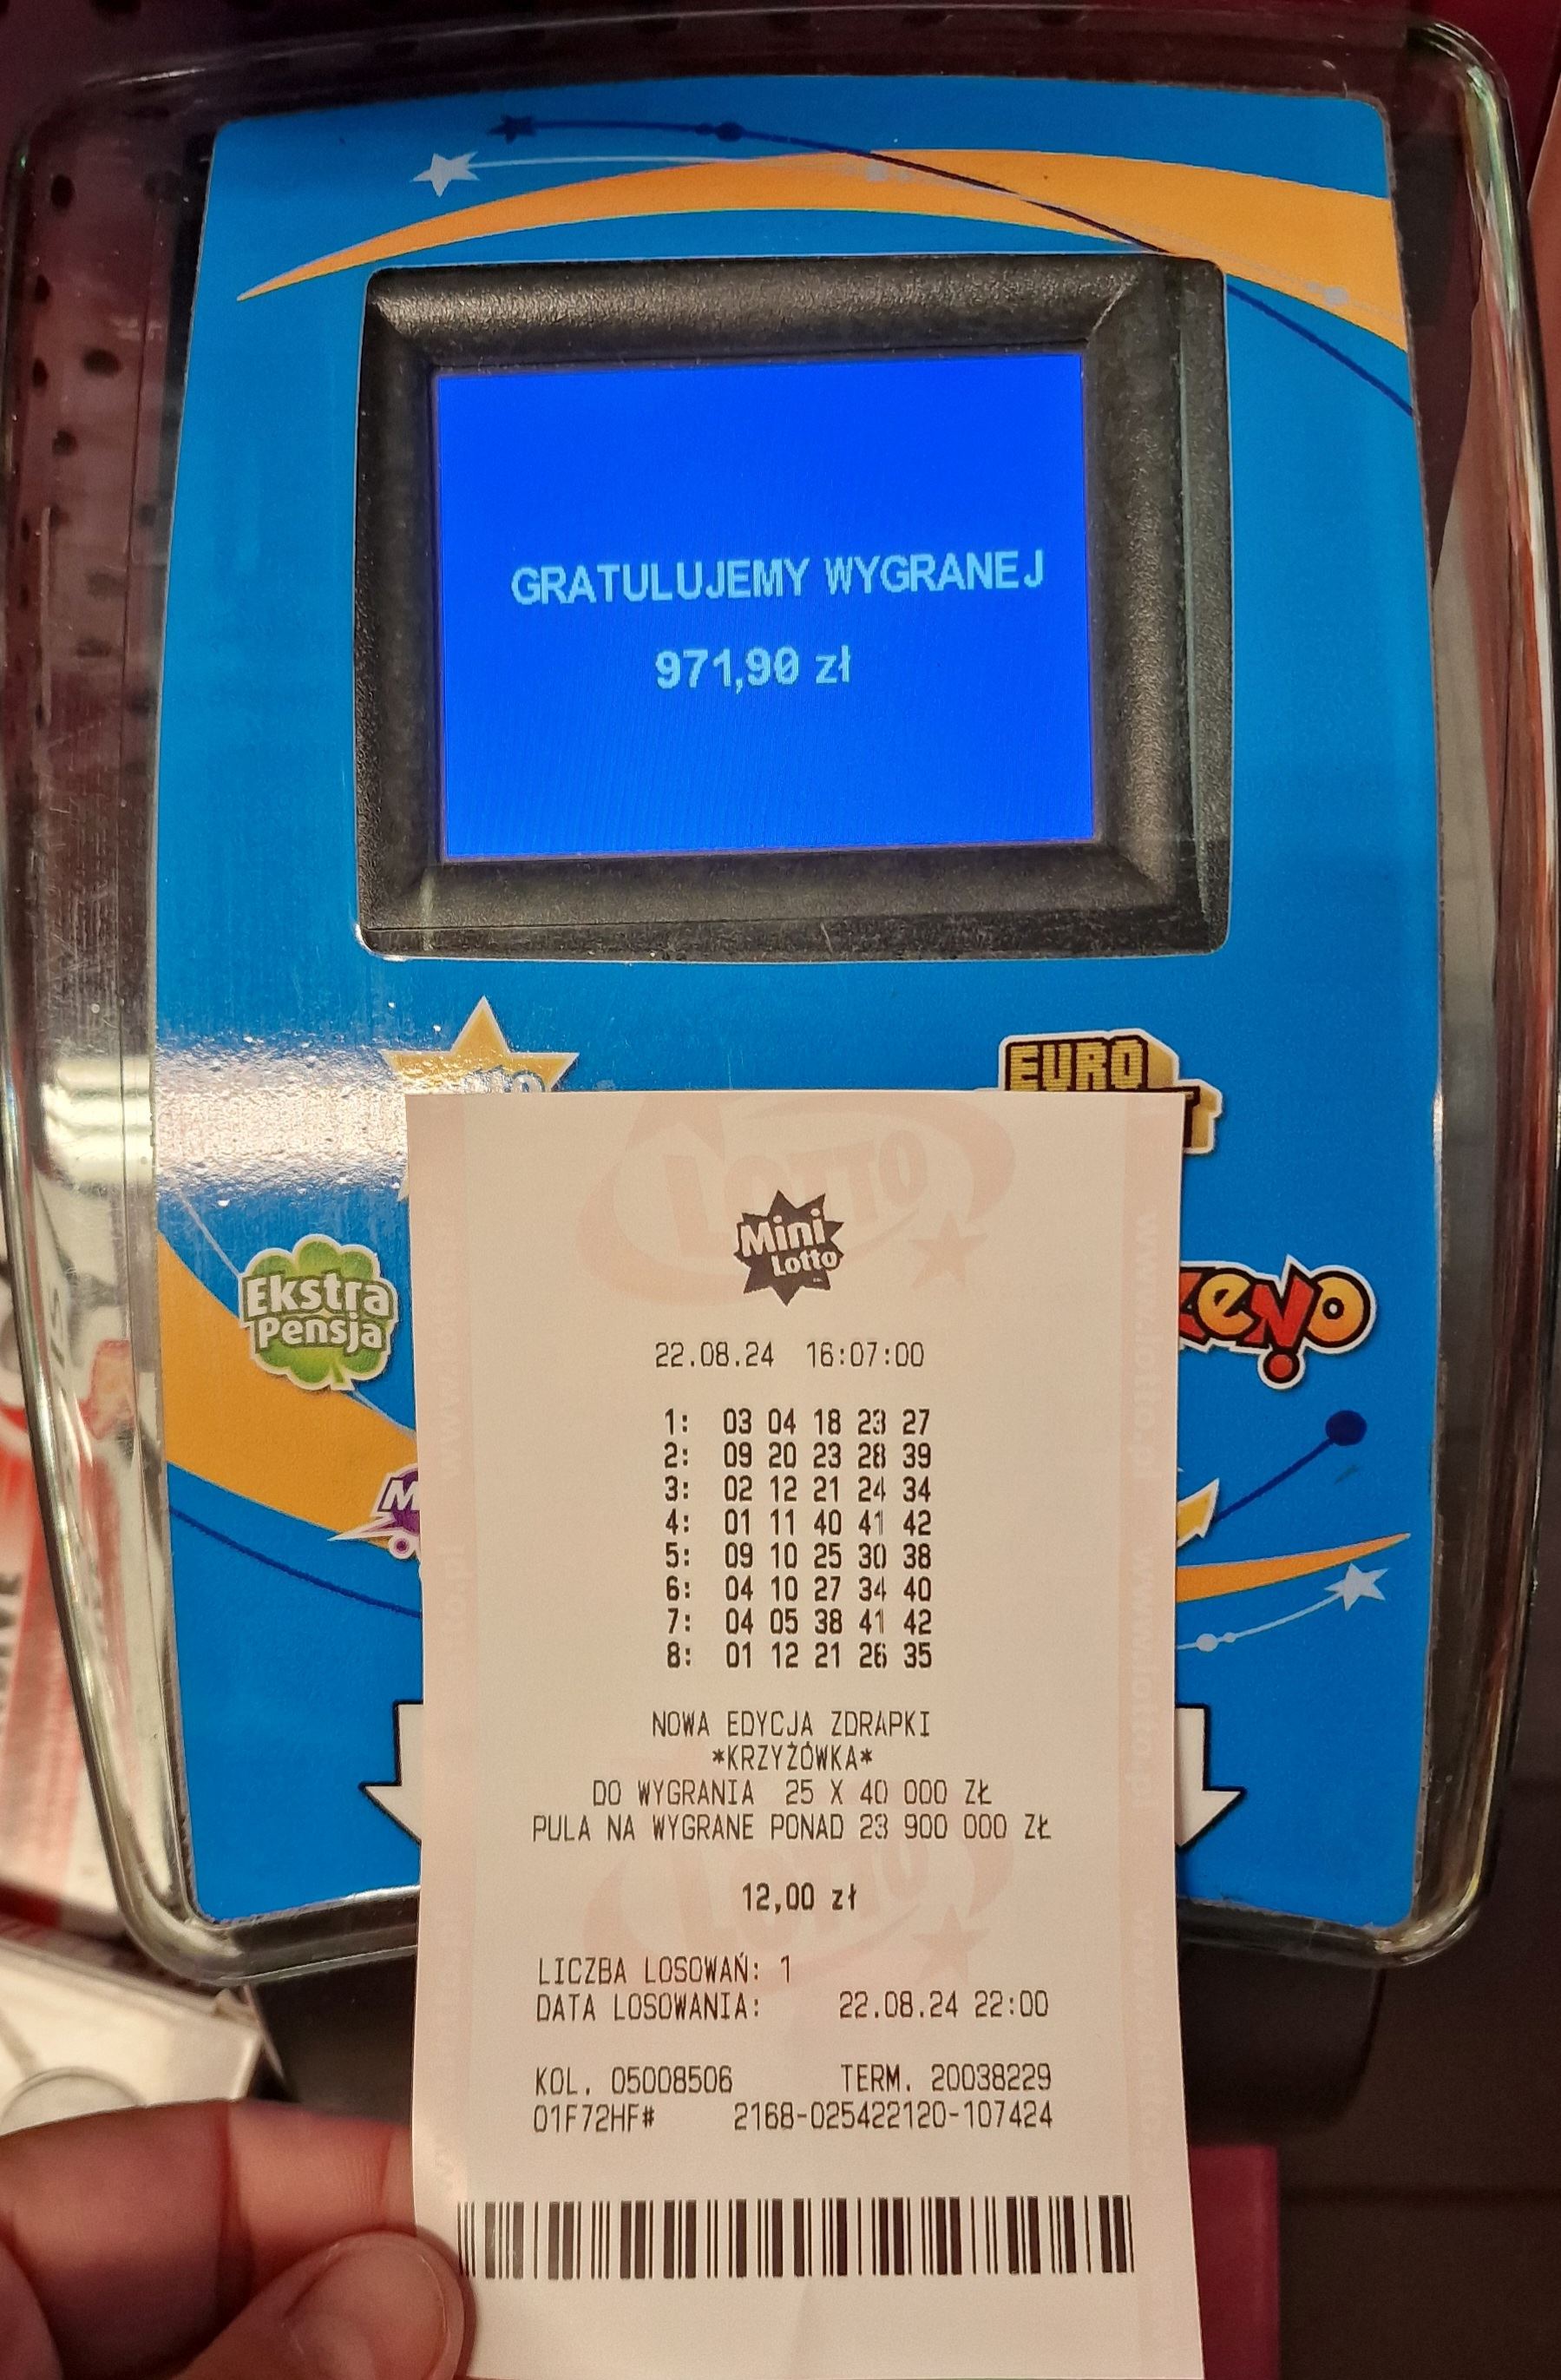 GRATULUJEMY WYGRANEJ
971,90 zł
EURO
Ekstra
Pensja
KENO
LOTTO
Mini
Lotto
22.08.24 16:07:00
1: 03 04 18 23 27
2: 09 20 23 28 39
3: 02 12 21 24 34
4: 01 11 40 41 42
5: 09 10 25 30 38
6: 04 10 27 34 40
7: 04 05 38 41 42
8: 01 12 21 26 35
NOWA EDYCJA ZDRAPKI
*KRZYŻÓWKA*
DO WYGRANIA 25 X 40 000 ZŁ
PULA NA WYGRANE PONAD 23 900 000 ZŁ
12,00 zł
LOTTO
LICZBA LOSOWAŃ: 1
DATA LOSOWANIA: 22.08.24 22:00
KOL. 05008506 TERM. 20038229
01F72HF# 2168-025422120-107424